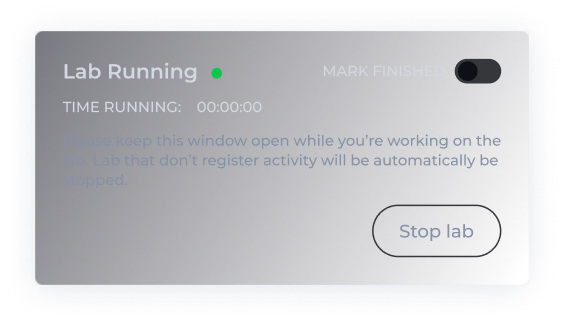 Lab Running
MARK FINISHED
TIME RUNNING: 00:00:00
Please keep this window open while you're working on the
lab. Lab that don't register activity will be automatically be
stopped.
Stop lab